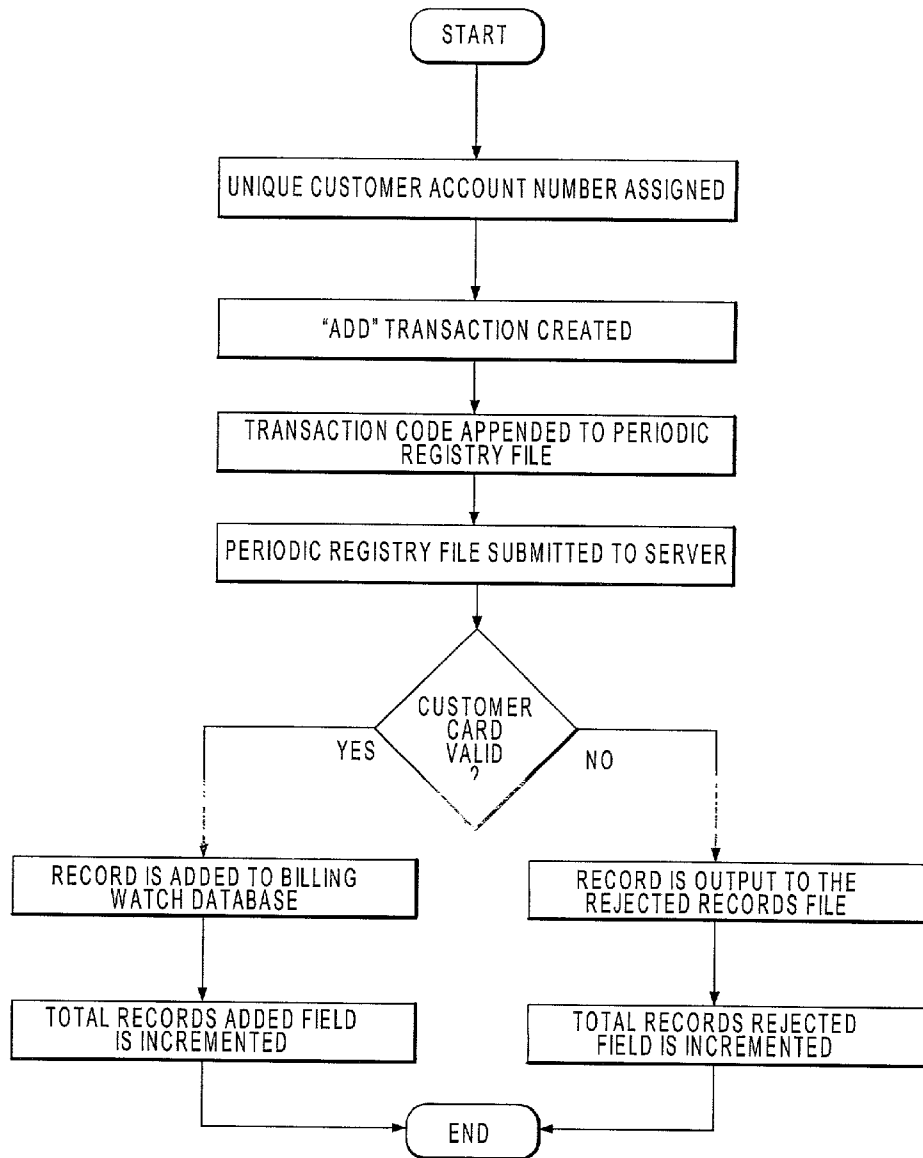 START
UNIQUE CUSTOMER ACCOUNT NUMBER ASSIGNED
"ADD" TRANSACTION CREATED
TRANSACTION CODE APPENDED TO PERIODIC
REGISTRY FILE
PERIODIC REGISTRY FILE SUBMITTED TO SERVER
CUSTOMER
CARD
VALID
?
YES
NO
RECORD IS ADDED TO BILLING
WATCH DATABASE
RECORD IS OUTPUT TO THE
REJECTED RECORDS FILE
TOTAL RECORDS ADDED FIELD
IS INCREMENTED
TOTAL RECORDS REJECTED
FIELD IS INCREMENTED
END